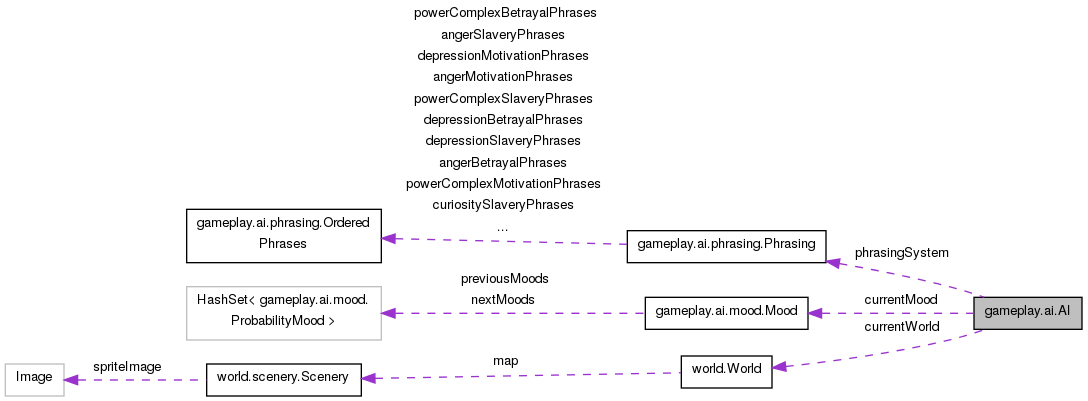 powerComplexBetrayalPhrases
angerSlaveryPhrases
depressionMotivationPhrases
angerMotivationPhrases
powerComplexSlaveryPhrases
depressionBetrayalPhrases
depressionSlaveryPhrases
angerBetrayalPhrases
powerComplexMotivationPhrases
curiositySlaveryPhrases
...
gameplay.ai.phrasing.Ordered
Phrases
gameplay.ai.phrasing.Phrasing
phrasingSystem
previousMoods
nextMoods
HashSet< gameplay.ai.mood.
ProbabilityMood >
gameplay.ai.mood.Mood
currentMood
gameplay.ai.AI
currentWorld
spriteImage
map
Image
world.scenery.Scenery
world.World